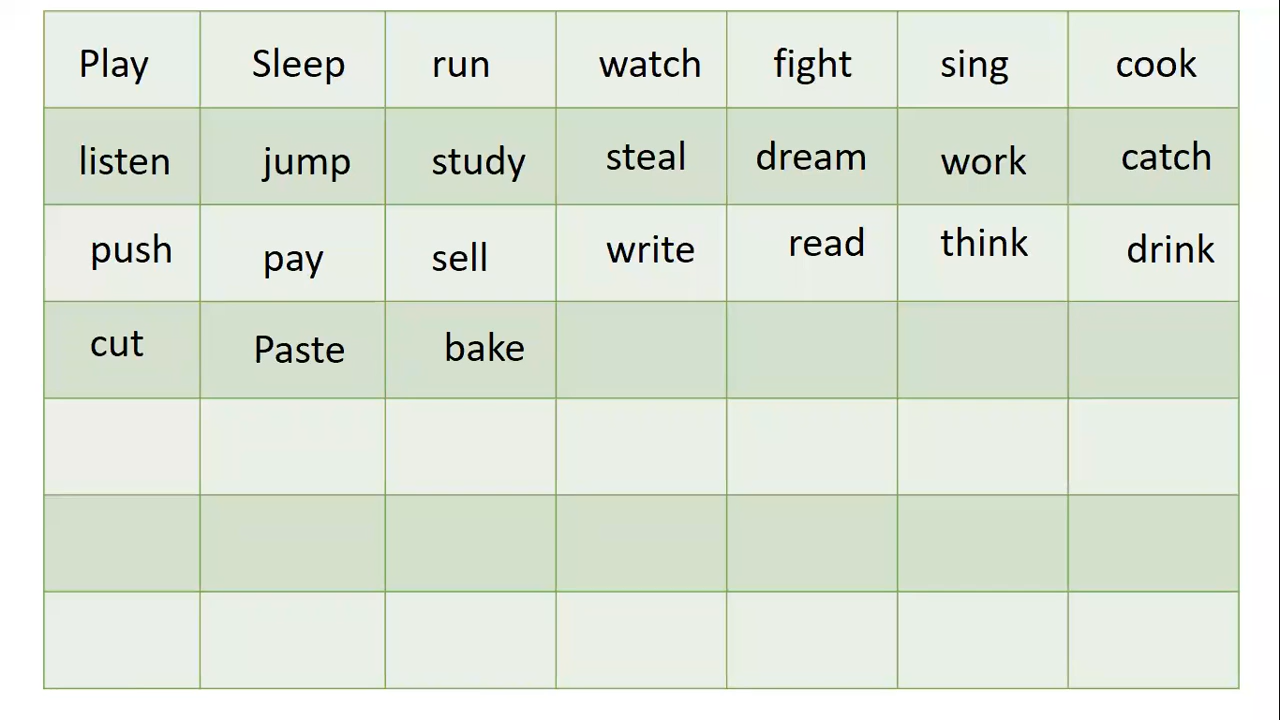 Play Sleep run watch fight sing cook
listen jump study steal dream work catch
push pay sell write read think drink
cut Paste bake